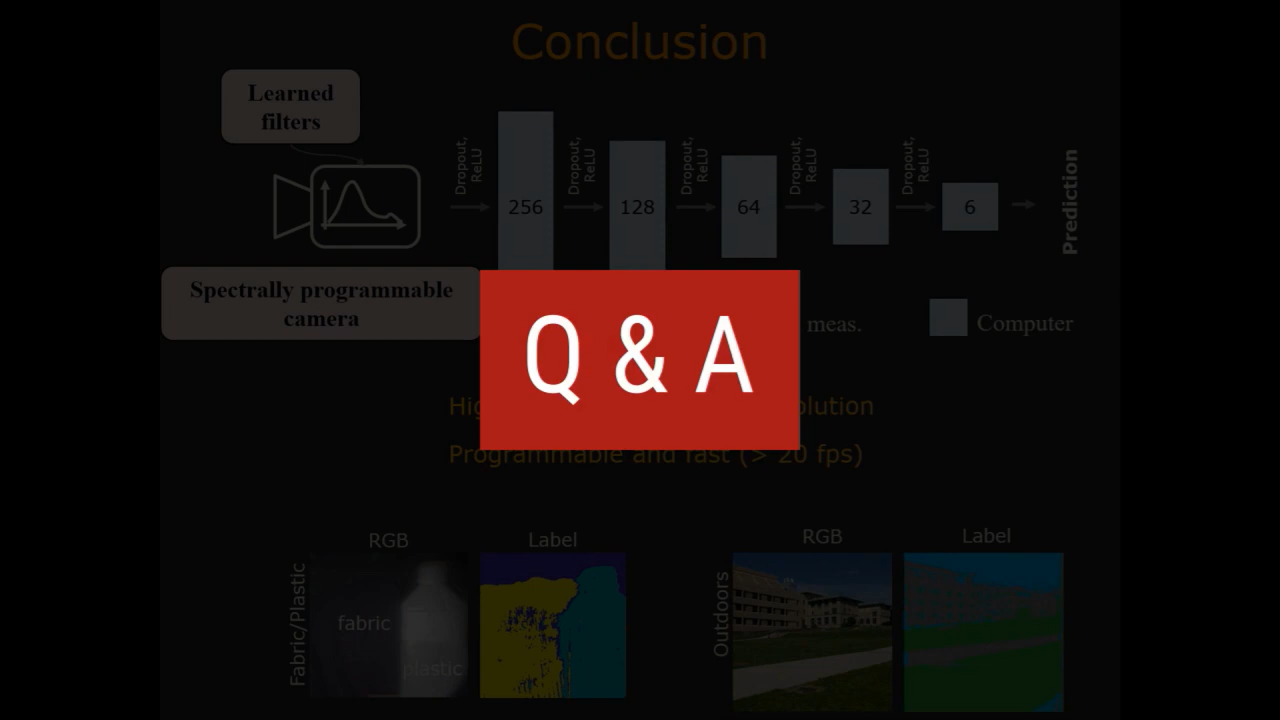 Conclusion
Learned
filters
Dropout,
ReLU
Dropout,
ReLU
Dropout,
ReLU
Dropout,
ReLU
Dropout,
ReLU
256
128
64
32
6
Prediction
Spectrally programmable
camera
meas.
Computer
Q & A
Programmable and fast (> 20 fps)
RGB
Label
RGB
Label
Fabric/Plastic
fabric
plastic
Outdoors